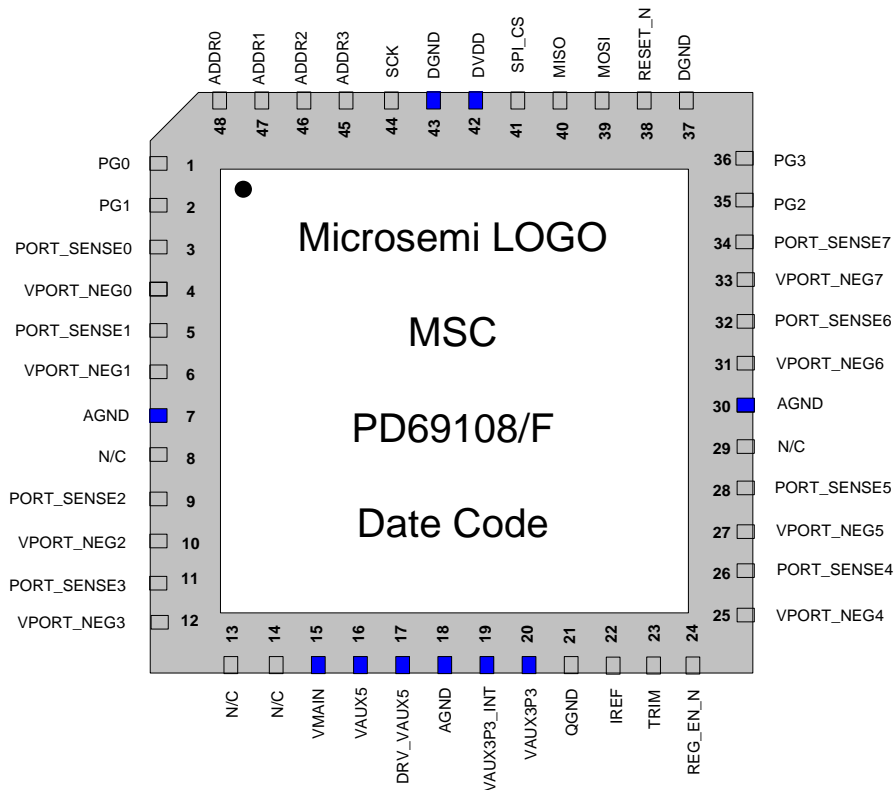 ADDR0 ADDR1 ADDR2 ADDR3 SCK DGND DVDD SPI_CS MISO MOSI RESET_N DGND
48 47 46 45 44 43 42 41 40 39 38 37
PG0 1
PG1 2
PORT_SENSE0 3
VPORT_NEG0 4
PORT_SENSE1 5
VPORT_NEG1 6
AGND 7
N/C 8
PORT_SENSE2 9
VPORT_NEG2 10
PORT_SENSE3 11
VPORT_NEG3 12
Microsemi LOGO
MSC
PD69108/F
Date Code
36 PG3
35 PG2
34 PORT_SENSE7
33 VPORT_NEG7
32 PORT_SENSE6
31 VPORT_NEG6
30 AGND
29 N/C
28 PORT_SENSE5
27 VPORT_NEG5
26 PORT_SENSE4
25 VPORT_NEG4
13 14 15 16 17 18 19 20 21 22 23 24
N/C N/C VMAIN VAUX5 DRV_VAUX5 AGND VAUX3P3_INT VAUX3P3 QGND IREF TRIM REG_EN_N